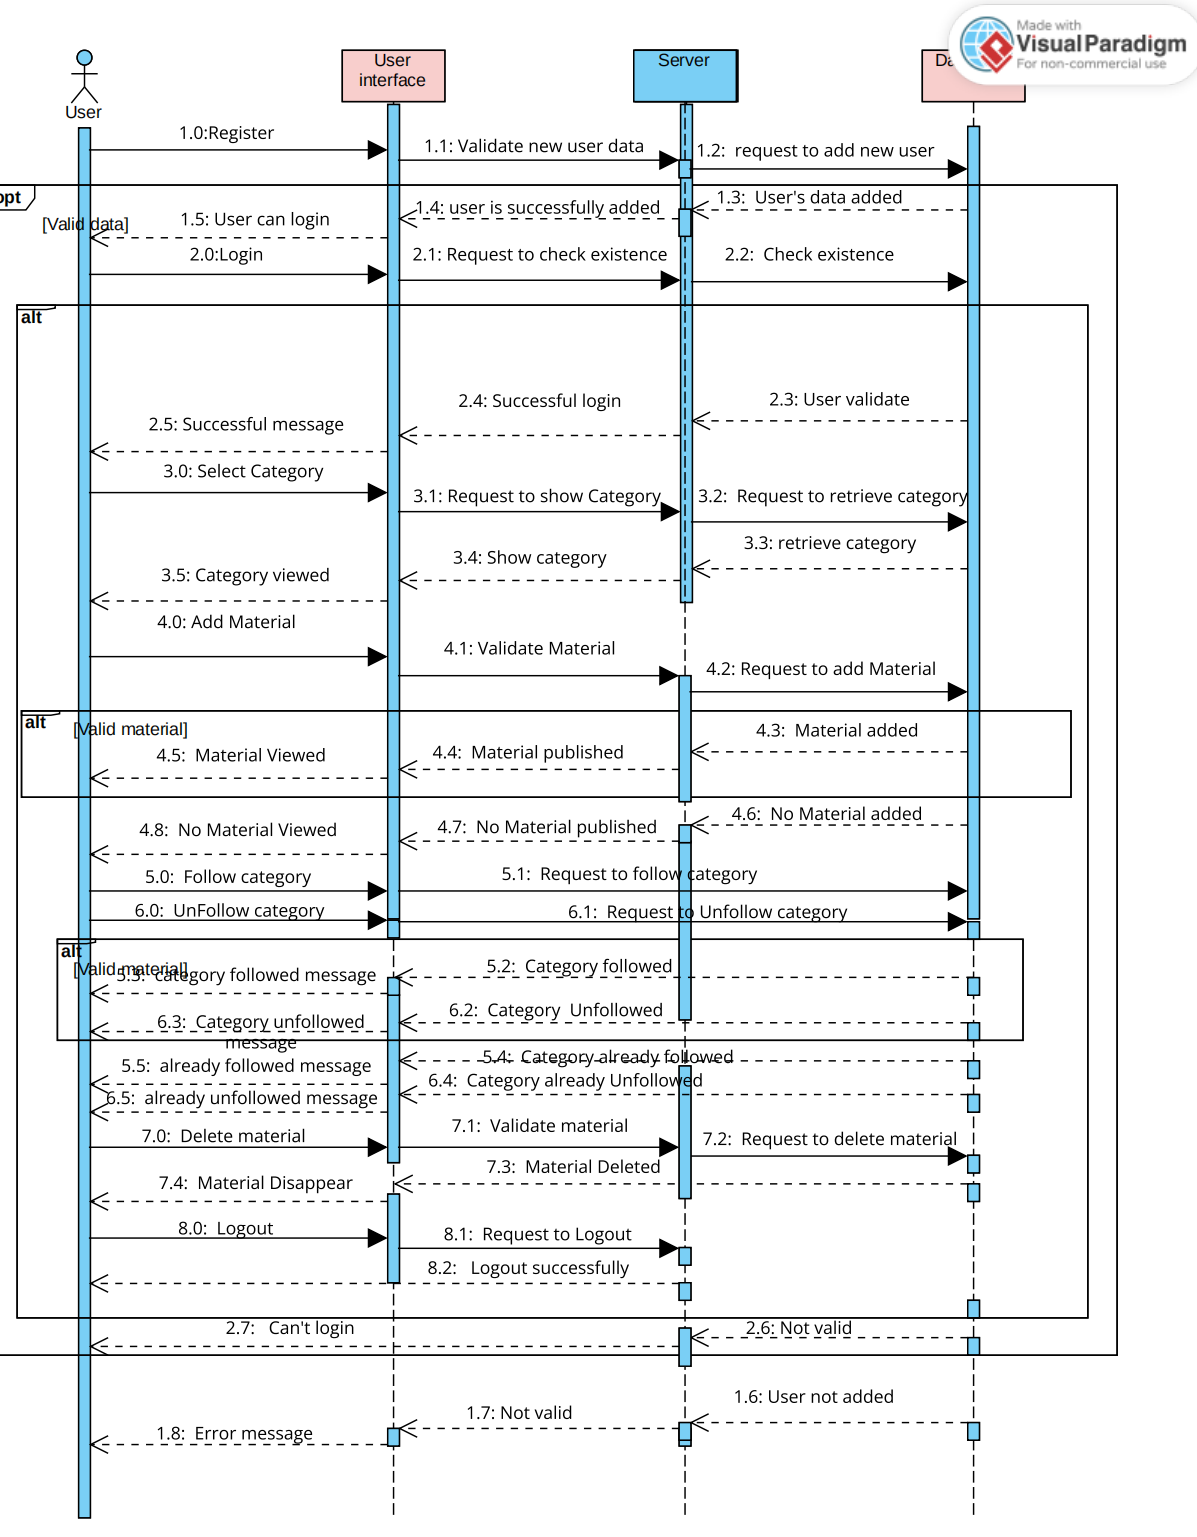 Made with
Visual Paradigm
For non-commercial use
User
User
interface
Server
Da
1.0:Register
1.1: Validate new user data
1.2:  request to add new user
opt
[Valid data]
1.3:  User's data added
1.4: user is successfully added
1.5: User can login
2.0:Login
2.1: Request to check existence
2.2:  Check existence
alt
2.3: User validate
2.4: Successful login
2.5: Successful message
3.0: Select Category
3.1: Request to show Category
3.2:  Request to retrieve category
3.3: retrieve category
3.4: Show category
3.5: Category viewed
4.0: Add Material
4.1: Validate Material
4.2: Request to add Material
alt
[Valid material]
4.3:  Material added
4.4:  Material published
4.5:  Material Viewed
4.6:  No Material added
4.7:  No Material published
4.8:  No Material Viewed
5.0:  Follow category
5.1:  Request to follow category
6.0:  UnFollow category
6.1:  Request to Unfollow category
alt
[Valid material]
5.2:  Category followed
5.3:  category followed message
6.2:  Category  Unfollowed
6.3:  Category unfollowed
message
5.4:  Category already followed
5.5:  already followed message
6.4:  Category already Unfollowed
6.5:  already unfollowed message
7.0:  Delete material
7.1:  Validate material
7.2:  Request to delete material
7.3:  Material Deleted
7.4:  Material Disappear
8.0:  Logout
8.1:  Request to Logout
8.2:   Logout successfully
2.6: Not valid
2.7:   Can't login
1.6: User not added
1.7: Not valid
1.8:  Error message